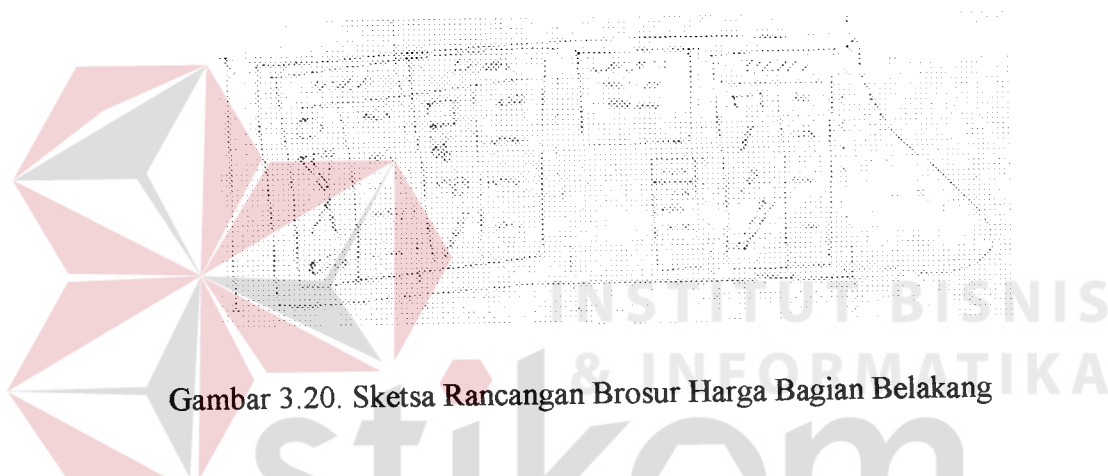 INSTITUT BISNIS
& INFORMATIKA
Gambar 3.20. Sketsa Rancangan Brosur Harga Bagian Belakang
stikom